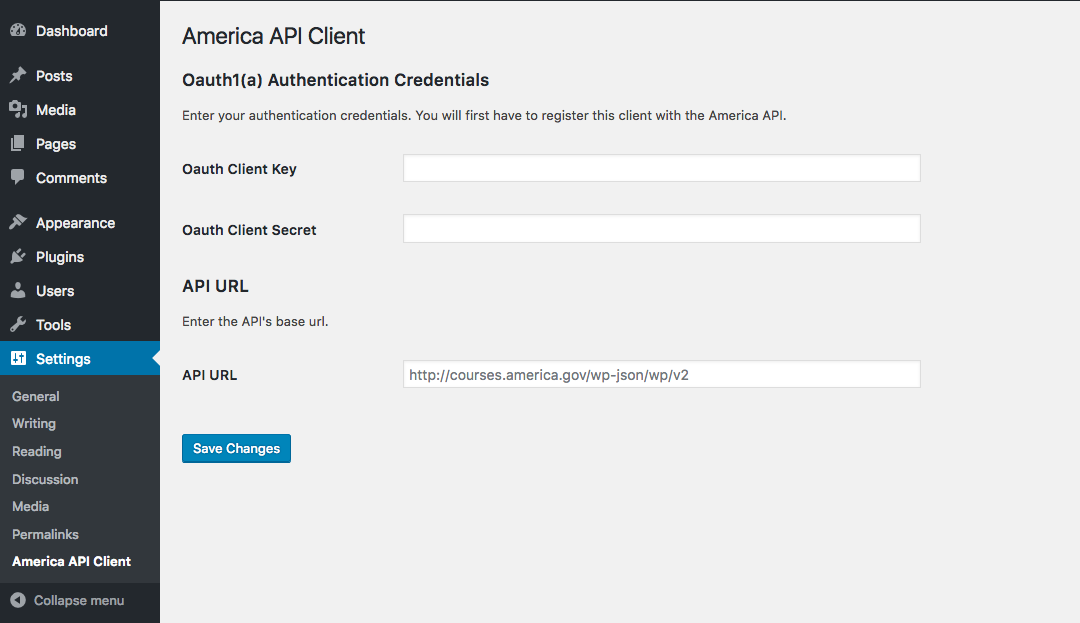 Dashboard
Posts
Media
Pages
Comments
Appearance
Plugins
Users
Tools
Settings
General
Writing
Reading
Discussion
Media
Permalinks
America API Client
Collapse menu
America API Client
Oauth1(a) Authentication Credentials
Enter your authentication credentials. You will first have to register this client with the America API.
Oauth Client Key
Oauth Client Secret
API URL
Enter the API's base url.
API URL
http://courses.america.gov/wp-json/wp/v2
Save Changes